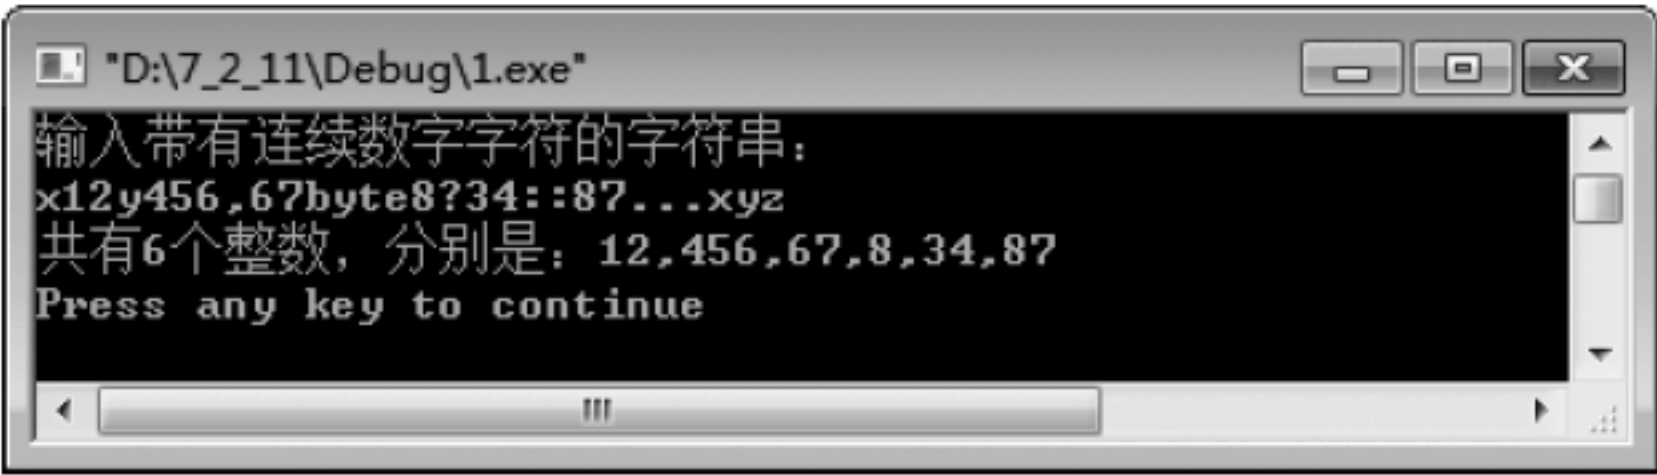 "D:\7_2_11\Debug\1.exe"
输入带有连续数字字符的字符串：
x12y456,67byte8?34::87...xyz
共有6个整数，分别是：12,456,67,8,34,87
Press any key to continue